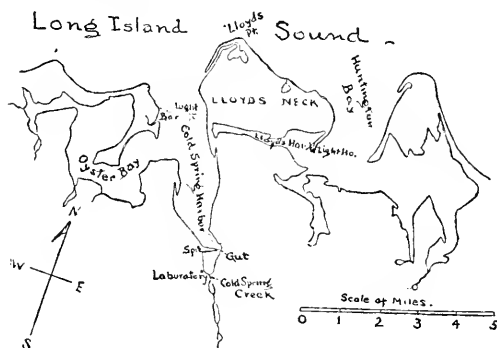 Long Island Sound
Lloyds
Pt.
Huntington
Bay
LLOYDS NECK
Light
Bar
Cold Spring Harbor
Oyster Bay
Lloyds Har. Light Ho.
N
W
E
S
Spit
Gut
Laboratory
Cold Spring
Creek
Scale of Miles.
0 1 2 3 4 5